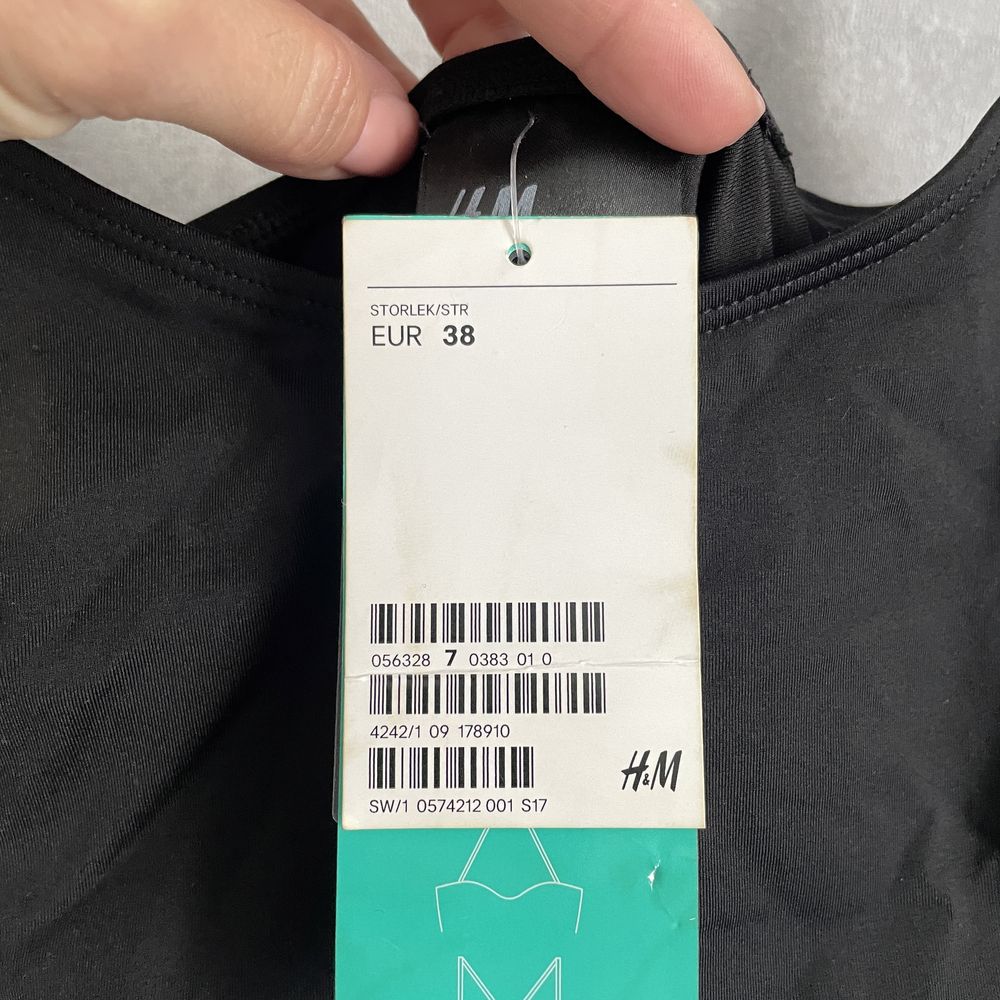 H&M
STORLEK/STR
EUR 38
056328 7 0383 01 0
4242/1 09 178910
H&M
SW/1 0574212 001 S17